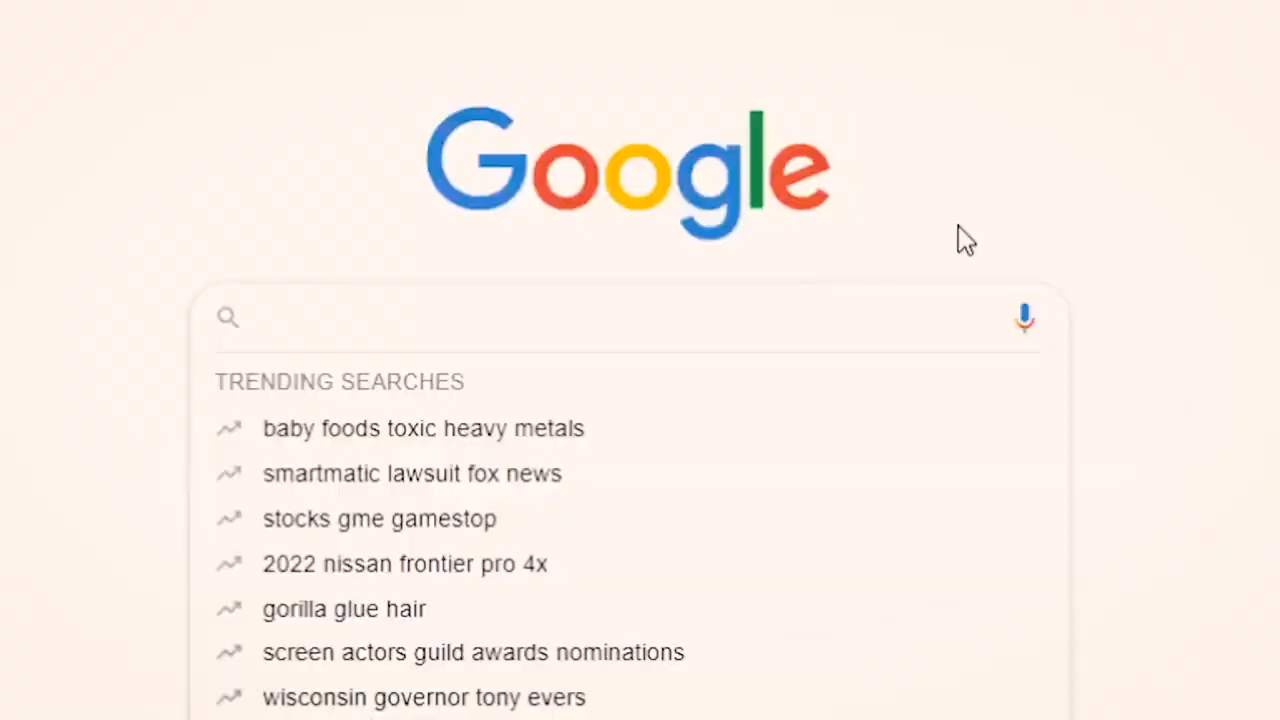 Google
TRENDING SEARCHES
baby foods toxic heavy metals
smartmatic lawsuit fox news
stocks gme gamestop
2022 nissan frontier pro 4x
gorilla glue hair
screen actors guild awards nominations
wisconsin governor tony evers